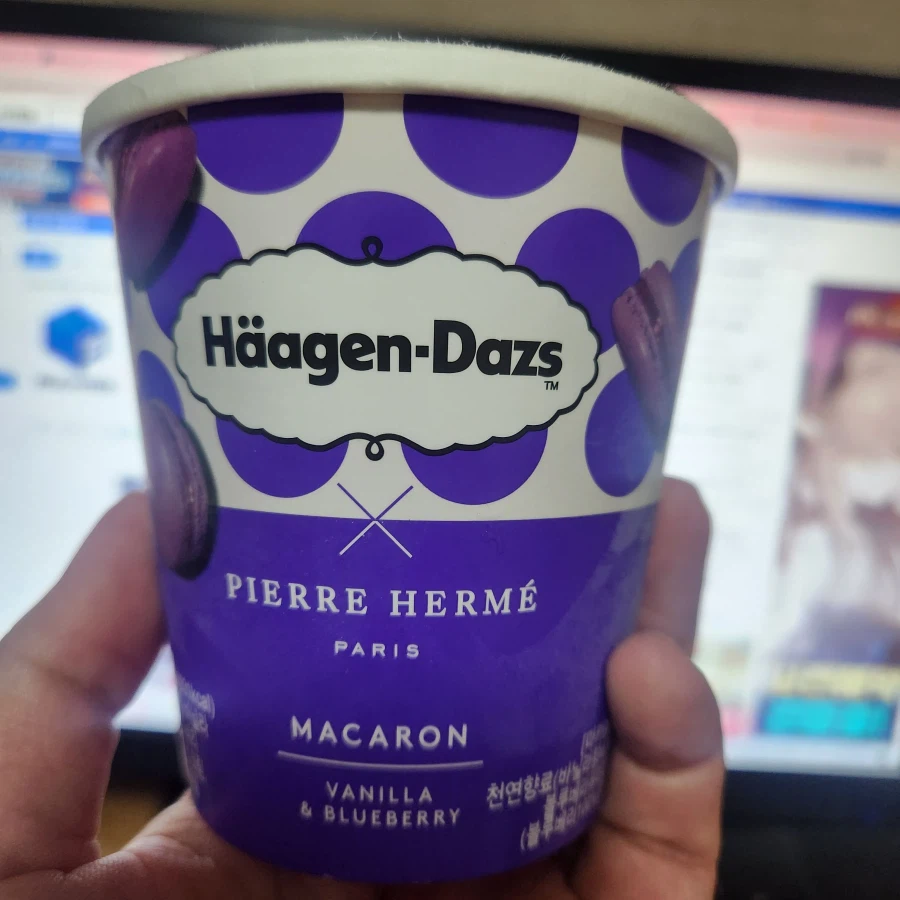 Häagen-Dazs
TM
PIERRE HERMÉ
PARIS
MACARON
VANILLA
& BLUEBERRY
천연향료